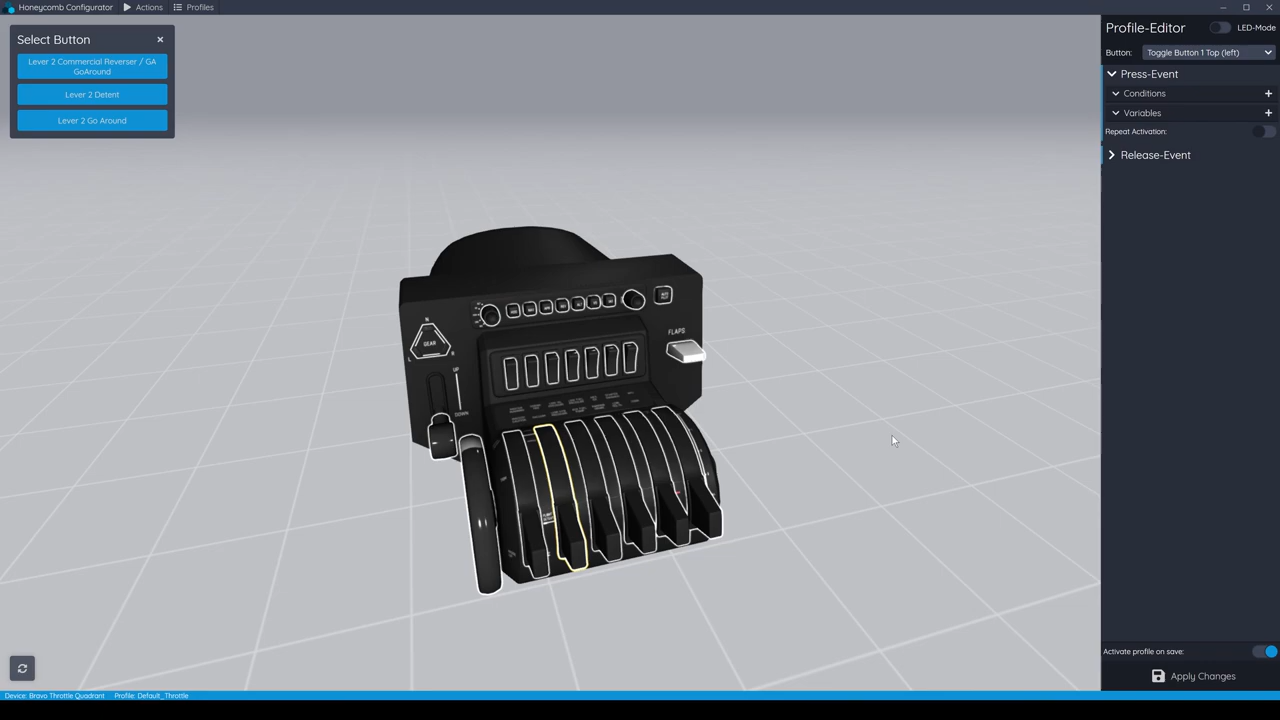 Honeycomb Configurator
Actions
Profiles
Select Button
Lever 2 Commercial Reverser / GA
GoAround
Lever 2 Detent
Lever 2 Go Around
Profile-Editor
LED-Mode
Button:
Toggle Button 1 Top (left)
Press-Event
Conditions
Variables
Repeat Activation:
Release-Event
N
GEAR
L
R
UP
DOWN
FLAPS
Activate profile on save:
Apply Changes
Device: Bravo Throttle Quadrant
Profile: Default_Throttle